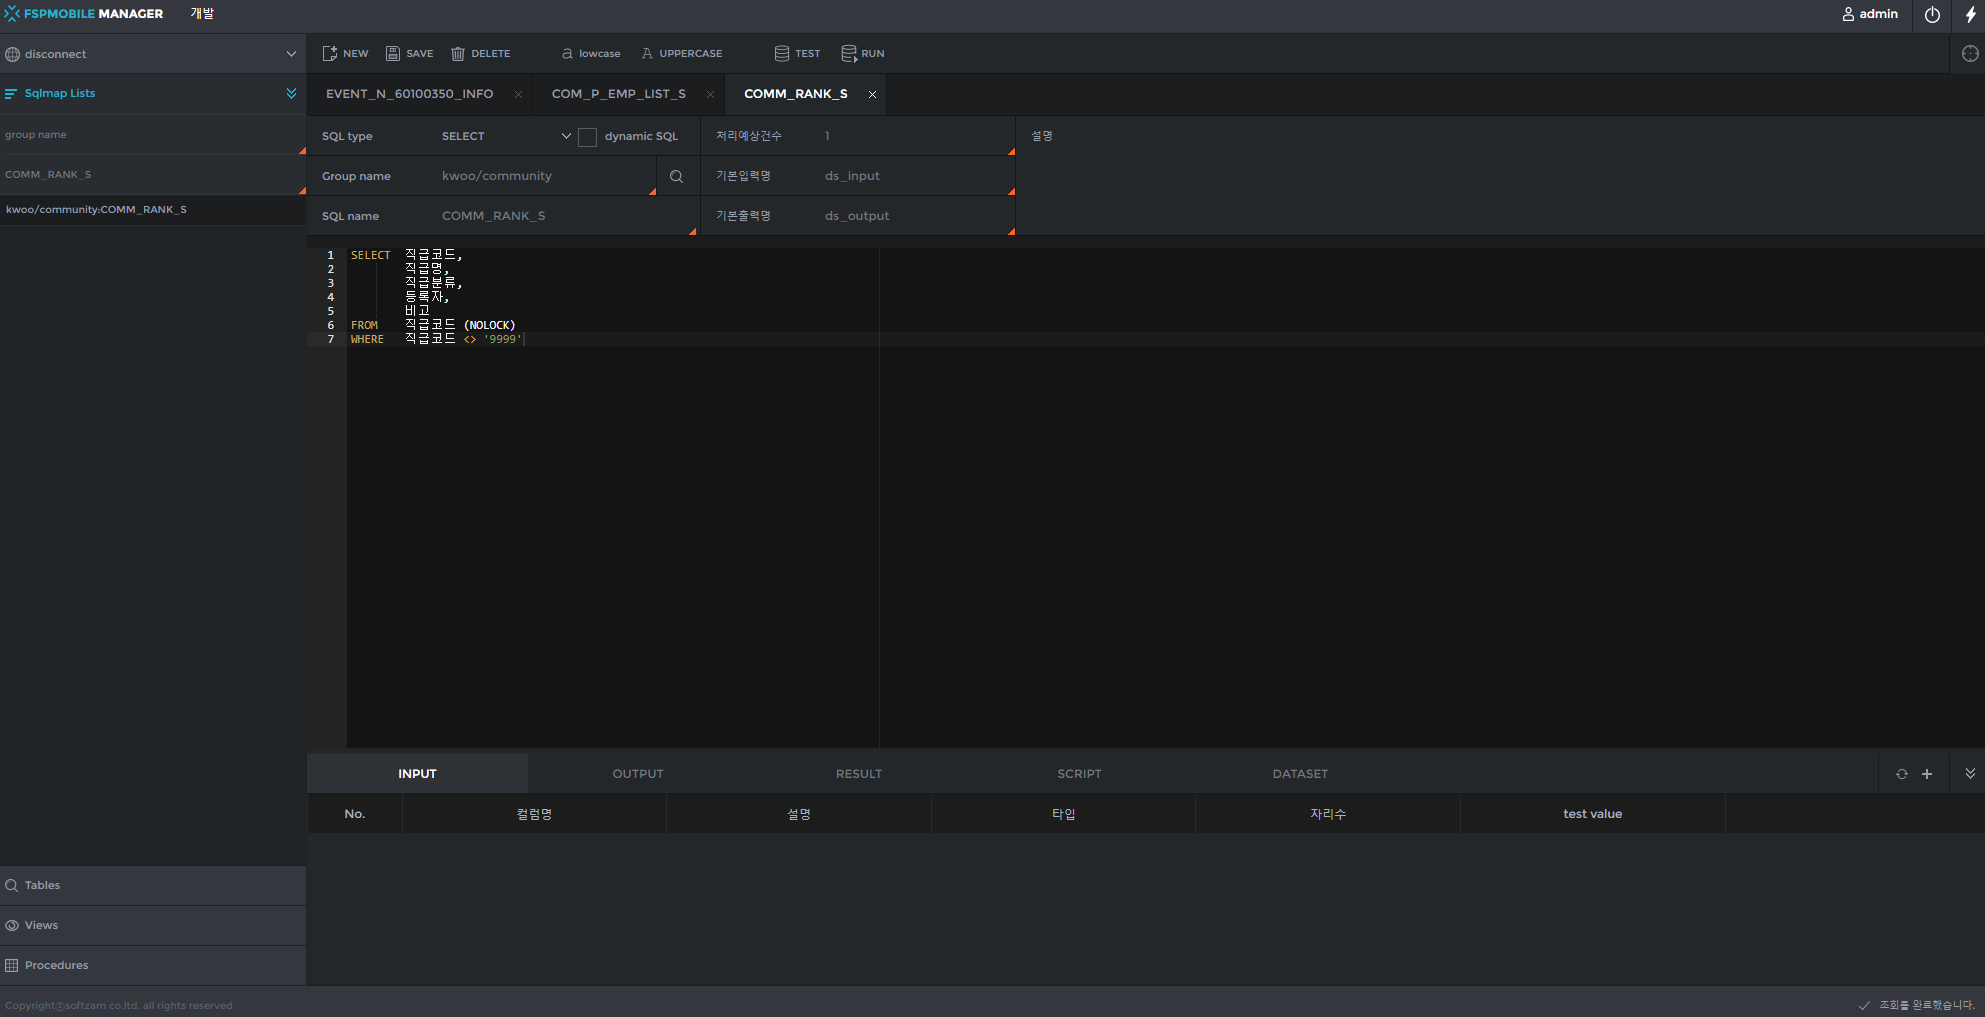 FSPMOBILE MANAGER 개발 admin
disconnect
NEW SAVE DELETE a lowcase A UPPERCASE TEST RUN
Sqlmap Lists
EVENT_N_60100350_INFO COM_P_EMP_LIST_S COMM_RANK_S
group name
COMM_RANK_S
kwoo/community:COMM_RANK_S
SQL type SELECT dynamic SQL 처리예상건수 1 설명
Group name kwoo/community 기본입력명 ds_input
SQL name COMM_RANK_S 기본출력명 ds_output
1 SELECT 직급코드,
2 직급명,
3 직급분류,
4 등록자,
5 비고
6 FROM 직급코드 (NOLOCK)
7 WHERE 직급코드 <> '9999'
INPUT OUTPUT RESULT SCRIPT DATASET
No. 컬럼명 설명 타입 자리수 test value
Tables
Views
Procedures
Copyrightⓒsoftzam co.ltd. all rights reserved 조회를 완료했습니다.